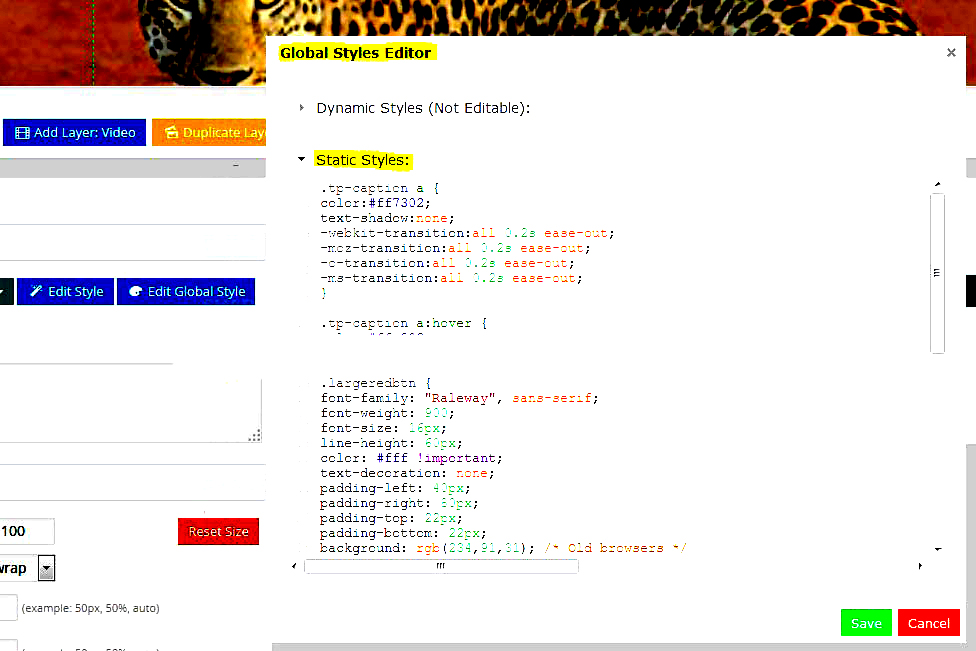 Global Styles Editor
×
Dynamic Styles (Not Editable):
Add Layer: Video
Duplicate Lay
Static Styles:
.tp-caption a {
color:#ff7302;
text-shadow:none;
-webkit-transition:all 0.2s ease-out;
-moz-transition:all 0.2s ease-out;
-o-transition:all 0.2s ease-out;
-ms-transition:all 0.2s ease-out;
}
Edit Style
Edit Global Style
.tp-caption a:hover {
.largeredbtn {
font-family: "Raleway", sans-serif;
font-weight: 900;
font-size: 16px;
line-height: 60px;
color: #fff !important;
text-decoration: none;
padding-left: 40px;
padding-right: 80px;
padding-top: 22px;
padding-bottom: 22px;
background: rgb(234,91,31); /* Old browsers */
100
Reset Size
wrap
(example: 50px, 50%, auto)
Save
Cancel